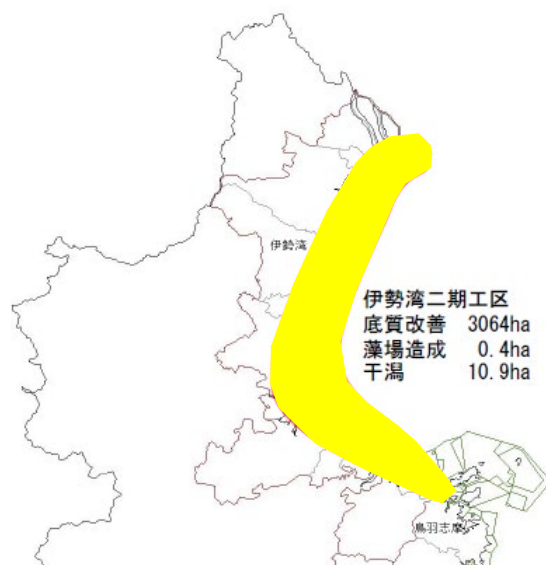 伊勢湾
伊勢湾二期工区
底質改善 3064ha
藻場造成 0.4ha
干潟 10.9ha
鳥羽志摩